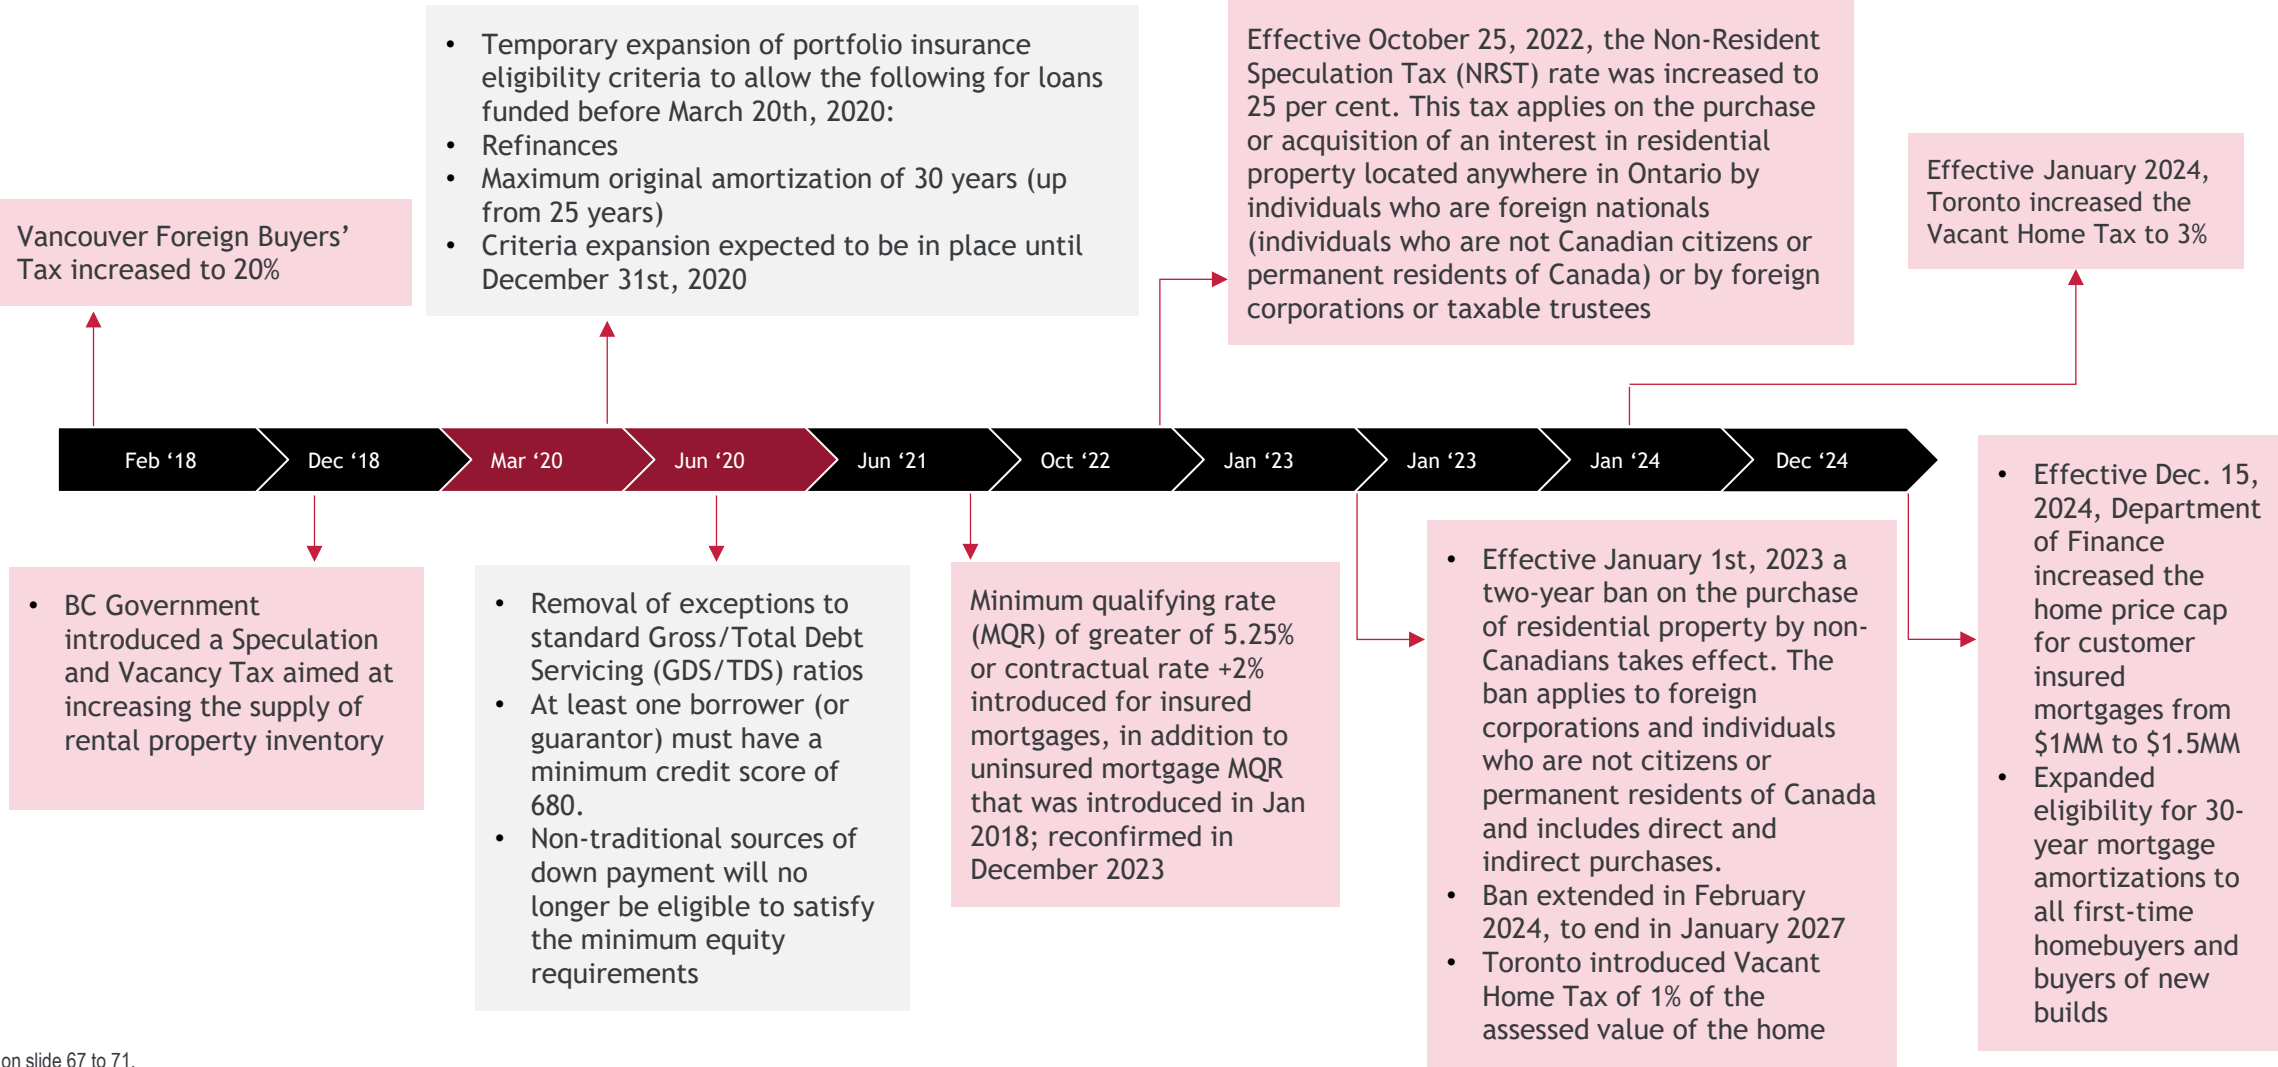 Vancouver Foreign Buyers’
Tax increased to 20%
• Temporary expansion of portfolio insurance
eligibility criteria to allow the following for loans
funded before March 20th, 2020:
• Refinances
• Maximum original amortization of 30 years (up
from 25 years)
• Criteria expansion expected to be in place until
December 31st, 2020
Effective October 25, 2022, the Non-Resident
Speculation Tax (NRST) rate was increased to
25 per cent. This tax applies on the purchase
or acquisition of an interest in residential
property located anywhere in Ontario by
individuals who are foreign nationals
(individuals who are not Canadian citizens or
permanent residents of Canada) or by foreign
corporations or taxable trustees
Effective January 2024,
Toronto increased the
Vacant Home Tax to 3%
Feb ‘18
Dec ‘18
Mar ‘20
Jun ‘20
Jun ‘21
Oct ‘22
Jan ‘23
Jan ‘23
Jan ‘24
Dec ‘24
• BC Government
introduced a Speculation
and Vacancy Tax aimed at
increasing the supply of
rental property inventory
• Removal of exceptions to
standard Gross/Total Debt
Servicing (GDS/TDS) ratios
• At least one borrower (or
guarantor) must have a
minimum credit score of
680.
• Non-traditional sources of
down payment will no
longer be eligible to satisfy
the minimum equity
requirements
Minimum qualifying rate
(MQR) of greater of 5.25%
or contractual rate +2%
introduced for insured
mortgages, in addition to
uninsured mortgage MQR
that was introduced in Jan
2018; reconfirmed in
December 2023
• Effective January 1st, 2023 a
two-year ban on the purchase
of residential property by non-
Canadians takes effect. The
ban applies to foreign
corporations and individuals
who are not citizens or
permanent residents of Canada
and includes direct and
indirect purchases.
• Ban extended in February
2024, to end in January 2027
• Toronto introduced Vacant
Home Tax of 1% of the
assessed value of the home
• Effective Dec. 15,
2024, Department
of Finance
increased the
home price cap
for customer
insured
mortgages from
$1MM to $1.5MM
• Expanded
eligibility for 30-
year mortgage
amortizations to
all first-time
homebuyers and
buyers of new
builds
on slide 67 to 71.